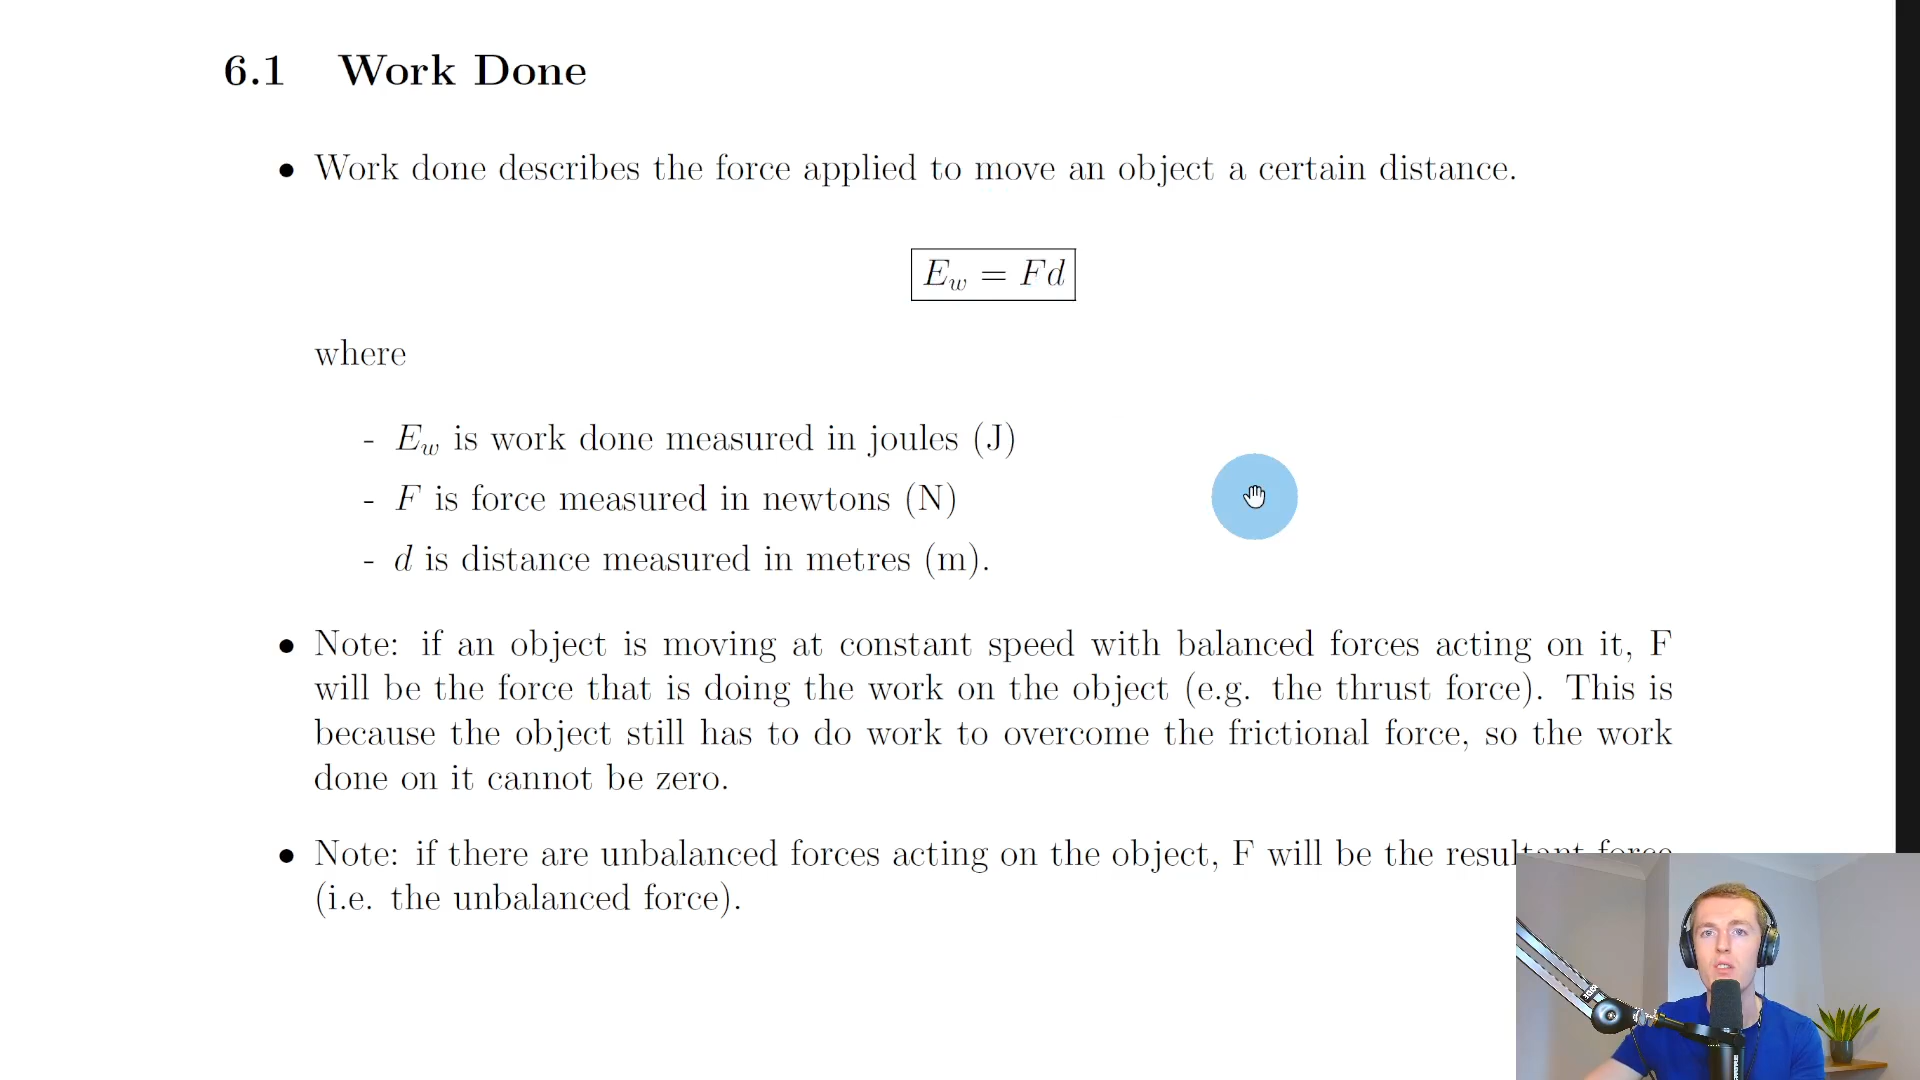 6.1 Work Done
• Work done describes the force applied to move an object a certain distance.
E_w = Fd
where
- E_w is work done measured in joules (J)
- F is force measured in newtons (N)
- d is distance measured in metres (m).
• Note: if an object is moving at constant speed with balanced forces acting on it, F
will be the force that is doing the work on the object (e.g. the thrust force). This is
because the object still has to do work to overcome the frictional force, so the work
done on it cannot be zero.
• Note: if there are unbalanced forces acting on the object, F will be the resultant force
(i.e. the unbalanced force).